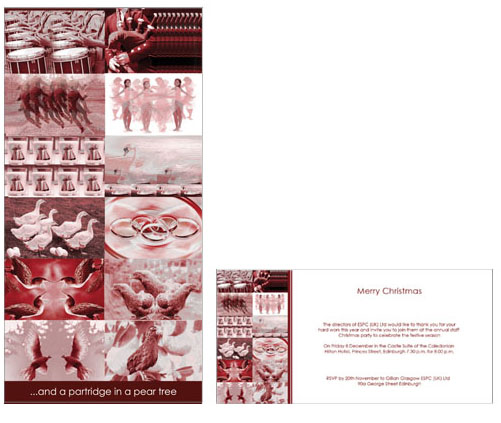 ...and a partridge in a pear tree
Merry Christmas
The directors of ESPC (UK) Ltd would like to thank you for your
hard work this year and invite you to join them at the annual staff
Christmas party to celebrate the festive season
On Friday 8 December in the Castle Suite of the Caledonian
Hilton Hotel, Princes Street, Edinburgh 7.30 p.m. for 8.00 p.m.
RSVP by 20th November to Gillian Glasgow ESPC (UK) Ltd
90a George Street Edinburgh